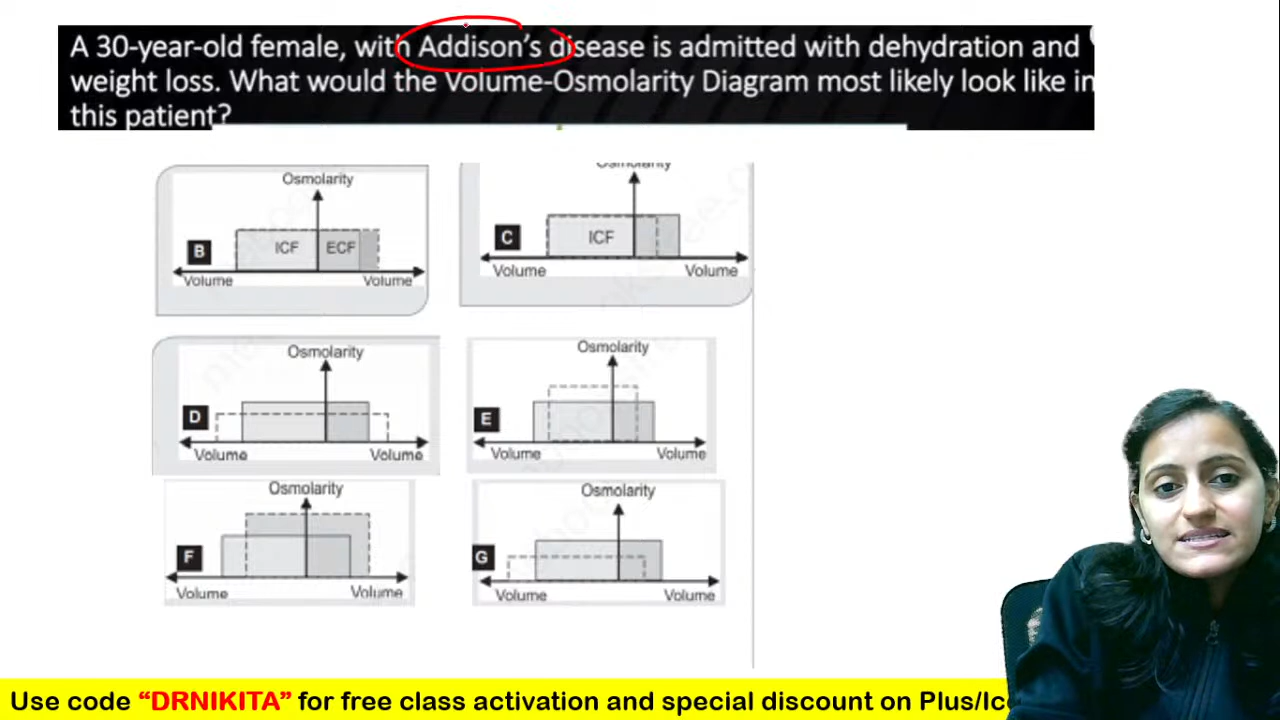 A 30-year-old female, with Addison's disease is admitted with dehydration and
weight loss. What would the Volume-Osmolarity Diagram most likely look like in
this patient?
Osmolarity
B
ICF
ECF
Volume
Volume
Osmolarity
C
ICF
Volume
Volume
Osmolarity
D
Volume
Volume
Osmolarity
E
Volume
Volume
Osmolarity
F
Volume
Volume
Osmolarity
G
Volume
Volume
Use code “DRNIKITA” for free class activation and special discount on Plus/Ic